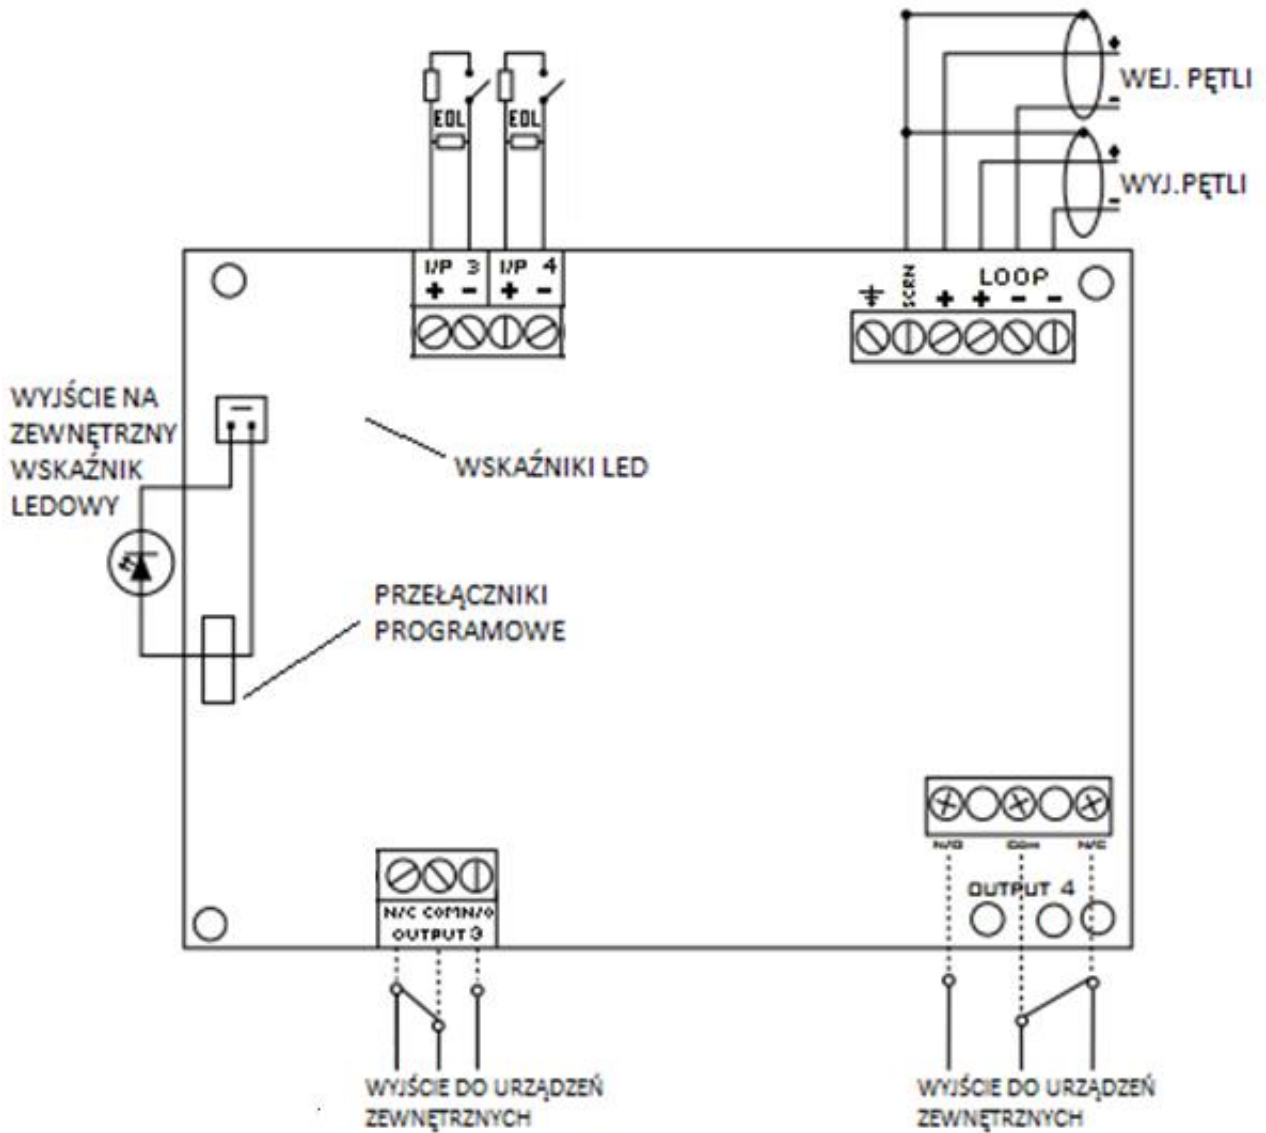 WEJ. PĘTLI
EOL EOL
WYJ.PĘTLI
I/P 3 I/P 4
+ - + -
LOOP
SCRN + + - -
WYJŚCIE NA
ZEWNĘTRZNY
WSKAŹNIK
LEDOWY
WSKAŹNIKI LED
PRZEŁĄCZNIKI
PROGRAMOWE
N/O COM N/C
OUTPUT 4
N/C COM N/O
OUTPUT 3
WYJŚCIE DO URZĄDZEŃ
ZEWNĘTRZNYCH
WYJŚCIE DO URZĄDZEŃ
ZEWNĘTRZNYCH